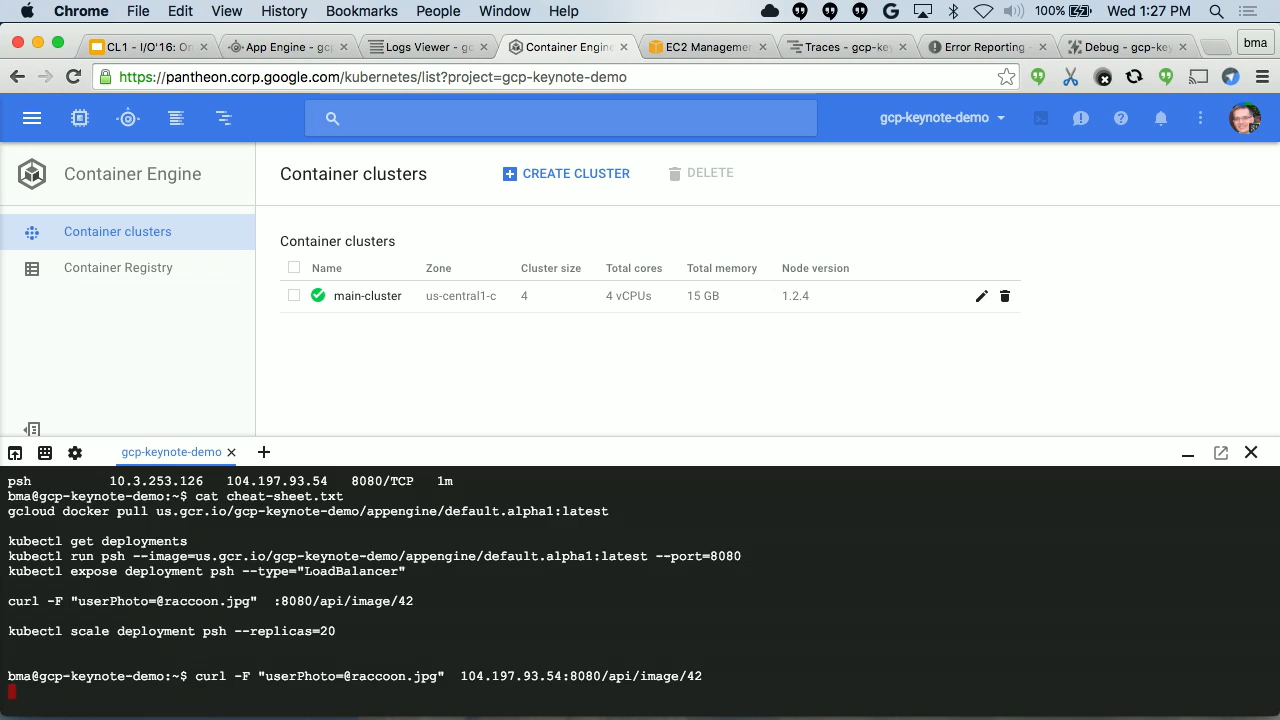 Chrome File Edit View History Bookmarks People Window Help 100% Wed 1:27 PM
CL1 - I/O'16: On App Engine - gcp Logs Viewer - gc Container Engine EC2 Management Traces - gcp-key Error Reporting - Debug - gcp-key bma
https://pantheon.corp.google.com/kubernetes/list?project=gcp-keynote-demo
gcp-keynote-demo
Container Engine
Container clusters
CREATE CLUSTER
DELETE
Container clusters
Container Registry
Container clusters
Name Zone Cluster size Total cores Total memory Node version
main-cluster us-central1-c 4 4 vCPUs 15 GB 1.2.4
gcp-keynote-demo
psh 10.3.253.126 104.197.93.54 8080/TCP 1m
bma@gcp-keynote-demo:~$ cat cheat-sheet.txt
gcloud docker pull us.gcr.io/gcp-keynote-demo/appengine/default.alpha1:latest
kubectl get deployments
kubectl run psh --image=us.gcr.io/gcp-keynote-demo/appengine/default.alpha1:latest --port=8080
kubectl expose deployment psh --type="LoadBalancer"
curl -F "userPhoto=@raccoon.jpg" :8080/api/image/42
kubectl scale deployment psh --replicas=20
bma@gcp-keynote-demo:~$ curl -F "userPhoto=@raccoon.jpg" 104.197.93.54:8080/api/image/42